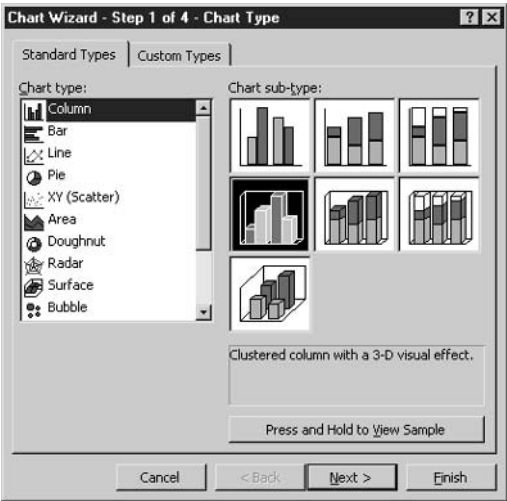 Chart Wizard - Step 1 of 4 - Chart Type
Standard Types
Custom Types
Chart type:
Column
Bar
Line
Pie
XY (Scatter)
Area
Doughnut
Radar
Surface
Bubble
Chart sub-type:
Clustered column with a 3-D visual effect.
Press and Hold to View Sample
Cancel
< Back
Next >
Finish